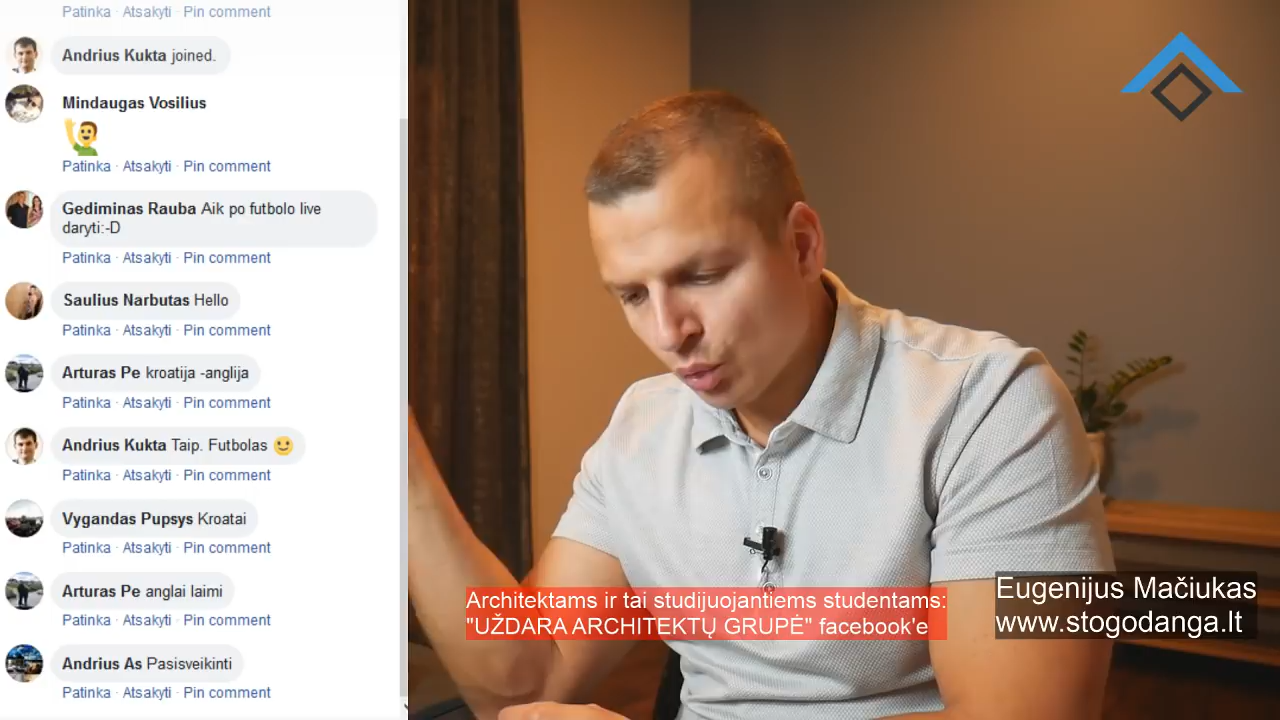 Patinka · Atsakyti · Pin comment
Andrius Kukta joined.
Mindaugas Vosilius
Patinka · Atsakyti · Pin comment
Gediminas Rauba Aik po futbolo live
daryti:-D
Patinka · Atsakyti · Pin comment
Saulius Narbutas Hello
Patinka · Atsakyti · Pin comment
Arturas Pe kroatija -anglija
Patinka · Atsakyti · Pin comment
Andrius Kukta Taip. Futbolas 😉
Patinka · Atsakyti · Pin comment
Vygandas Pupsys Kroatai
Patinka · Atsakyti · Pin comment
Arturas Pe anglai laimi
Patinka · Atsakyti · Pin comment
Andrius As Pasisveikinti
Patinka · Atsakyti · Pin comment
Architektams ir tai studijuojantiems studentams:
"UŽDARA ARCHITEKTŲ GRUPĖ" facebook'e
Eugenijus Mačiukas
www.stogodanga.lt